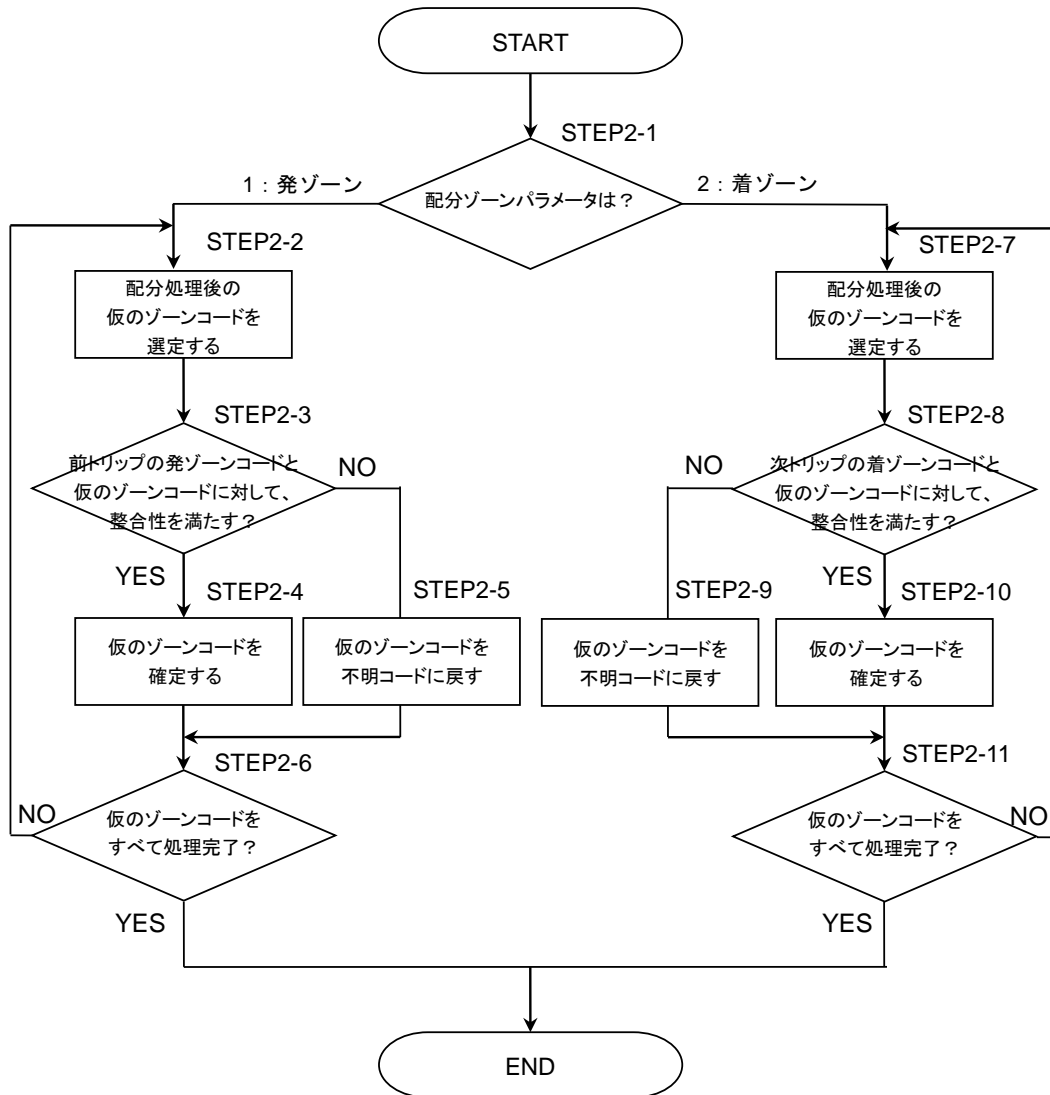 START
STEP2-1
配分ゾーンパラメータは？
1：発ゾーン
2：着ゾーン
STEP2-2
配分処理後の
仮のゾーンコードを
選定する
STEP2-3
前トリップの発ゾーンコードと
仮のゾーンコードに対して、
整合性を満たす？
NO
YES
STEP2-4
仮のゾーンコードを
確定する
STEP2-5
仮のゾーンコードを
不明コードに戻す
STEP2-6
仮のゾーンコードを
すべて処理完了？
NO
YES
STEP2-7
配分処理後の
仮のゾーンコードを
選定する
STEP2-8
次トリップの着ゾーンコードと
仮のゾーンコードに対して、
整合性を満たす？
NO
YES
STEP2-9
仮のゾーンコードを
不明コードに戻す
STEP2-10
仮のゾーンコードを
確定する
STEP2-11
仮のゾーンコードを
すべて処理完了？
NO
YES
END